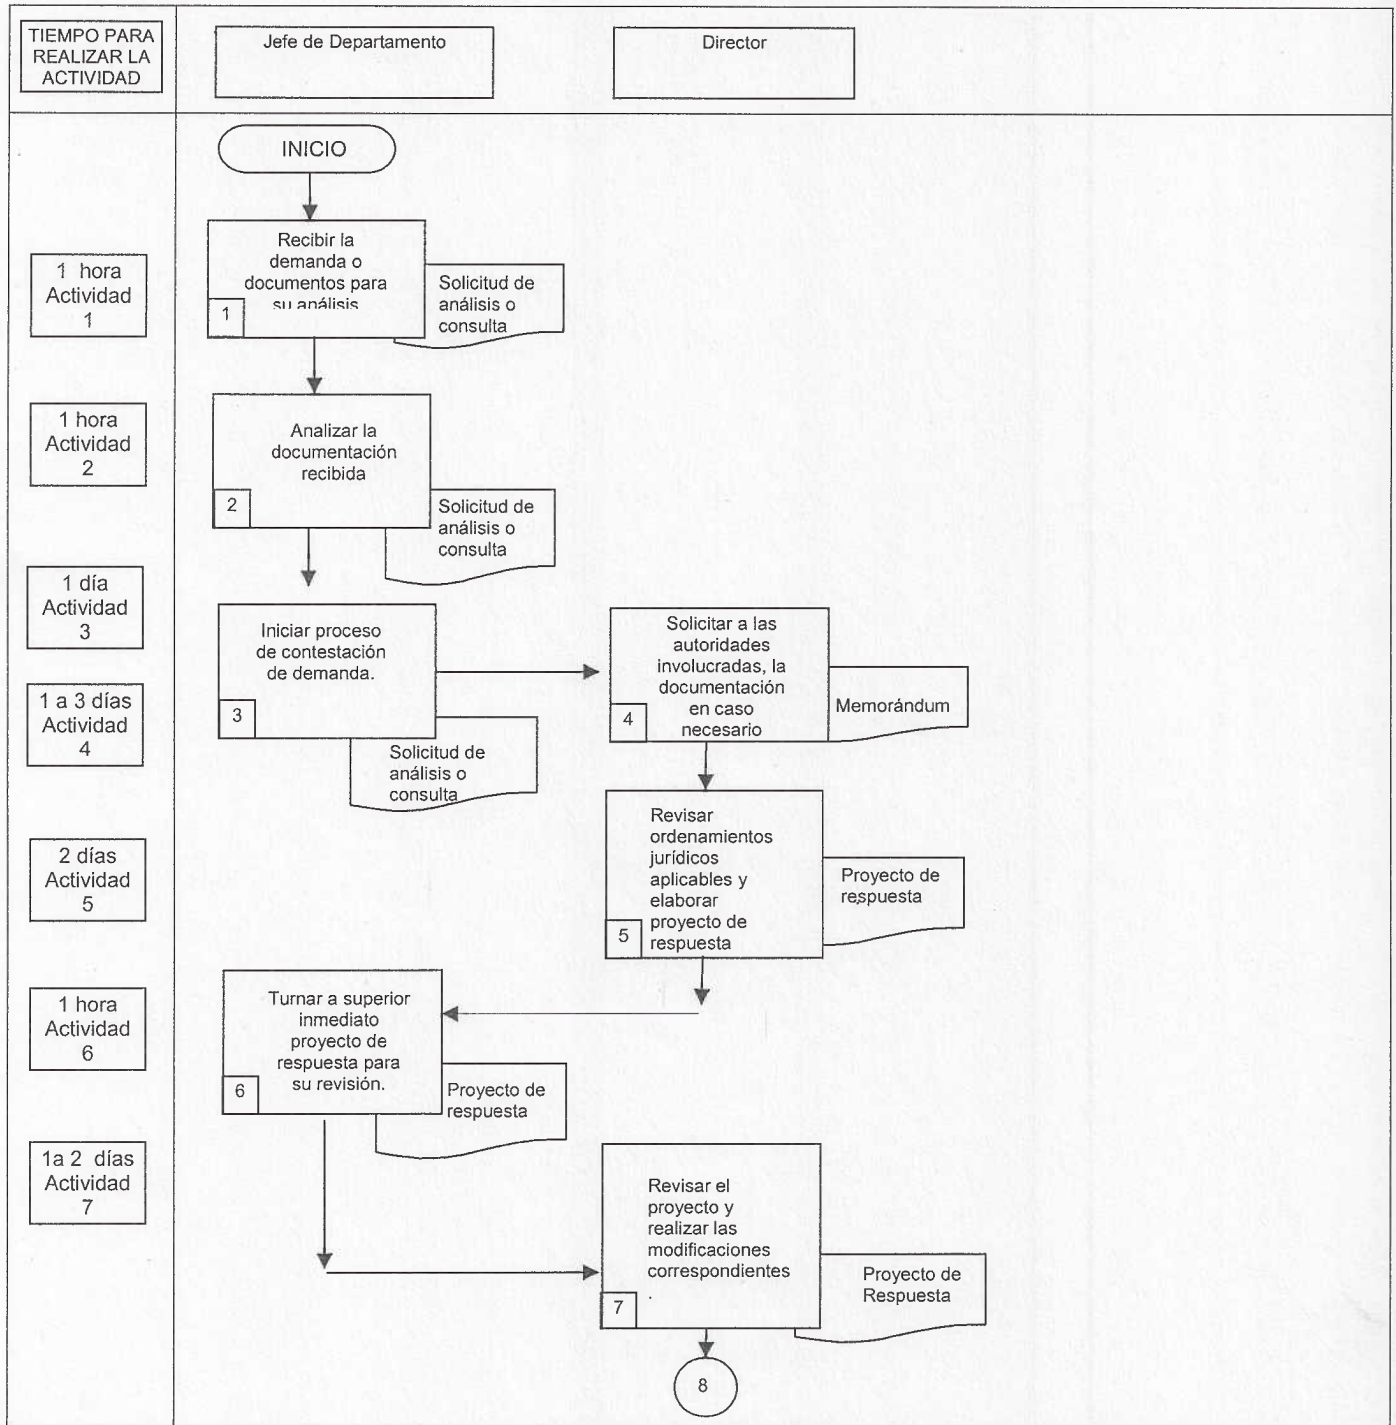 TIEMPO PARA
REALIZAR LA
ACTIVIDAD
Jefe de Departamento
Director
INICIO
1 hora
Actividad
1
Recibir la
demanda o
documentos para
su análisis
1
Solicitud de
análisis o
consulta
1 hora
Actividad
2
Analizar la
documentación
recibida
2
Solicitud de
análisis o
consulta
1 día
Actividad
3
Iniciar proceso
de contestación
de demanda.
3
Solicitud de
análisis o
consulta
1 a 3 días
Actividad
4
Solicitar a las
autoridades
involucradas, la
documentación
en caso
necesario
4
Memorándum
2 días
Actividad
5
Revisar
ordenamientos
jurídicos
aplicables y
elaborar
proyecto de
respuesta
5
Proyecto de
respuesta
1 hora
Actividad
6
Turnar a superior
inmediato
proyecto de
respuesta para
su revisión.
6
Proyecto de
respuesta
1a 2 días
Actividad
7
Revisar el
proyecto y
realizar las
modificaciones
correspondientes
7
Proyecto de
Respuesta
8